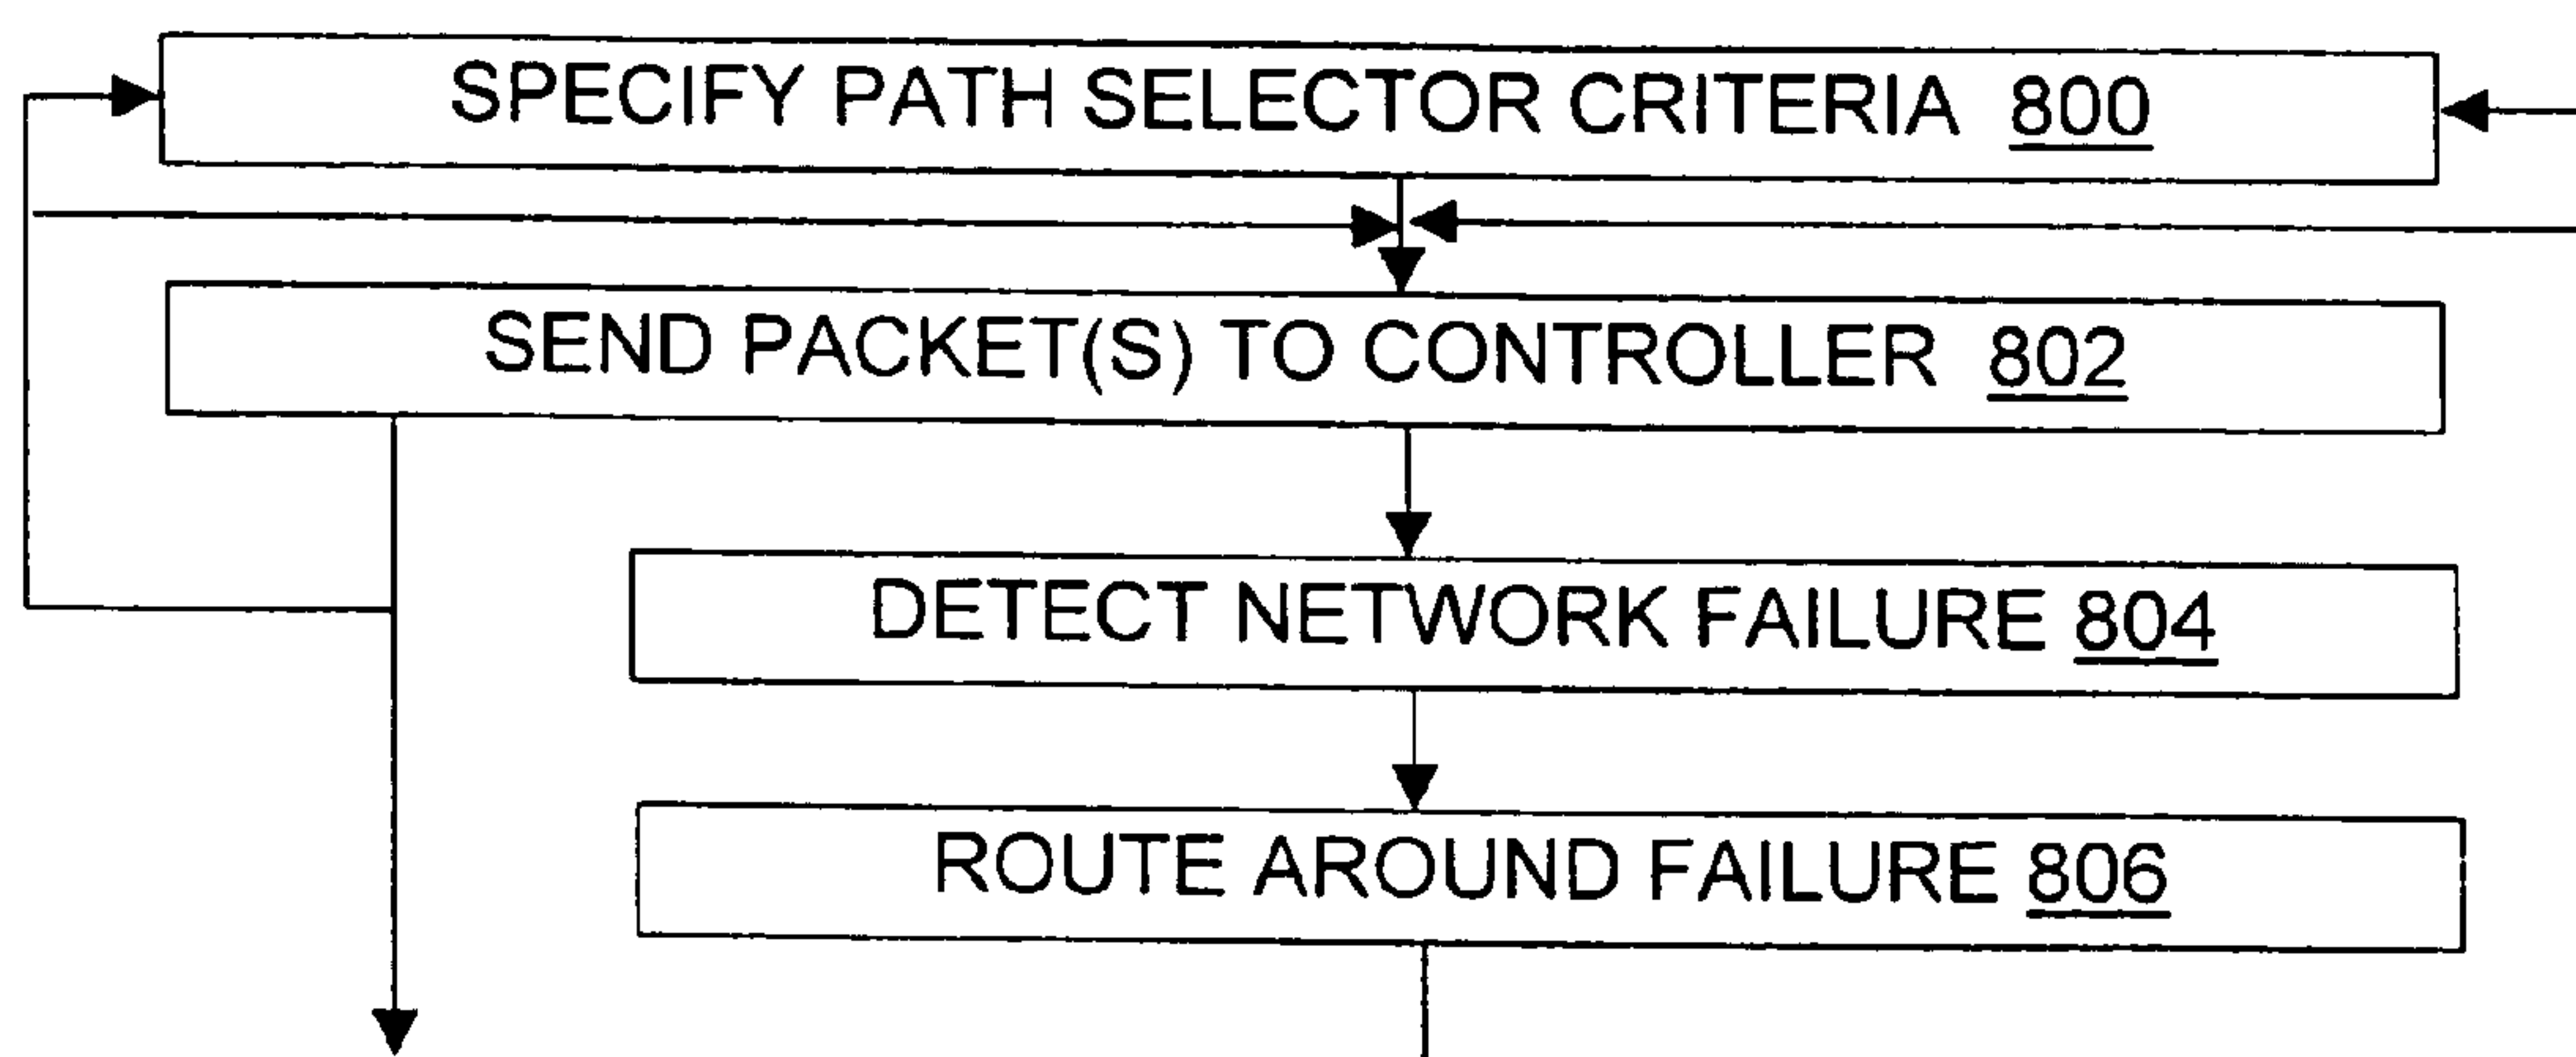 SPECIFY PATH SELECTOR CRITERIA 800
SEND PACKET(S) TO CONTROLLER 802
DETECT NETWORK FAILURE 804
ROUTE AROUND FAILURE 806